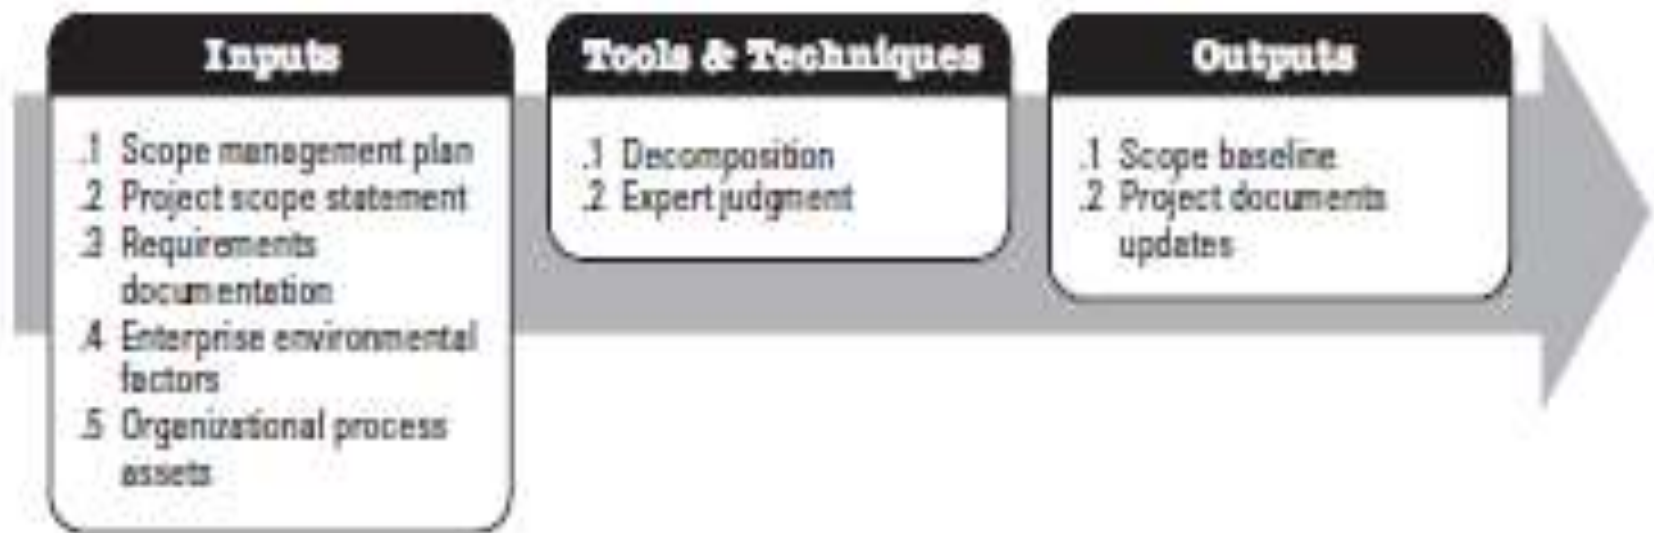 Inputs
.1 Scope management plan
.2 Project scope statement
.3 Requirements
documentation
.4 Enterprise environmental
factors
.5 Organizational process
assets
Tools & Techniques
.1 Decomposition
.2 Expert judgment
Outputs
.1 Scope baseline
.2 Project documents
updates